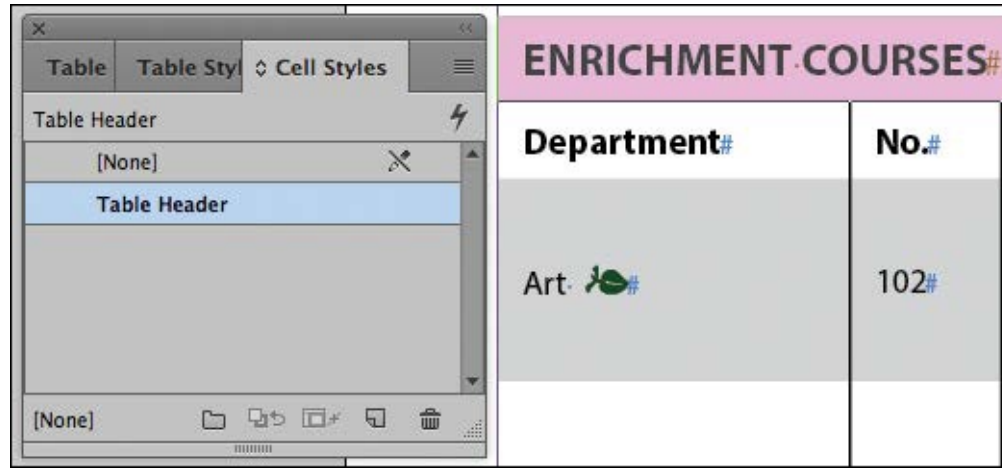 Table Table Styl Cell Styles
Table Header
[None]
Table Header
[None]
ENRICHMENT COURSES#
Department# No.#
Art #
102#